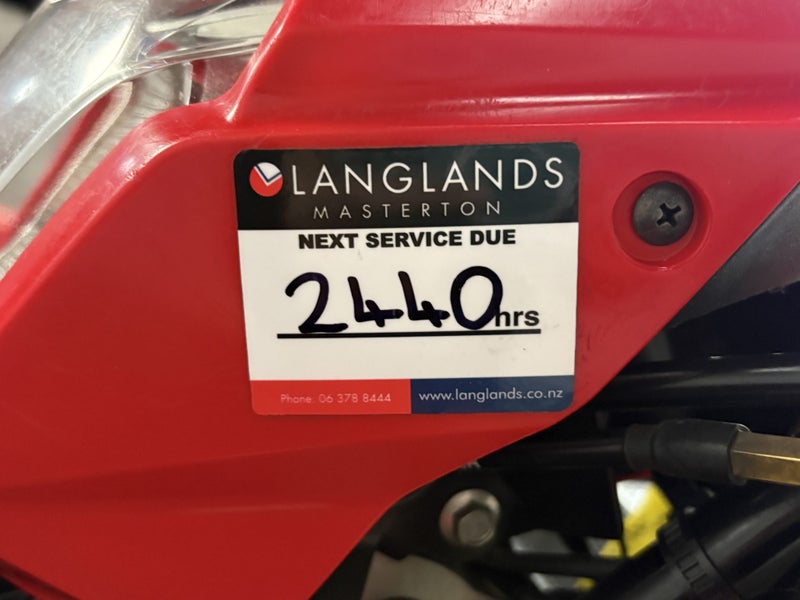 LANGLANDS
MASTERTON
NEXT SERVICE DUE
2440hrs
Phone: 06 378 8444
www.langlands.co.nz